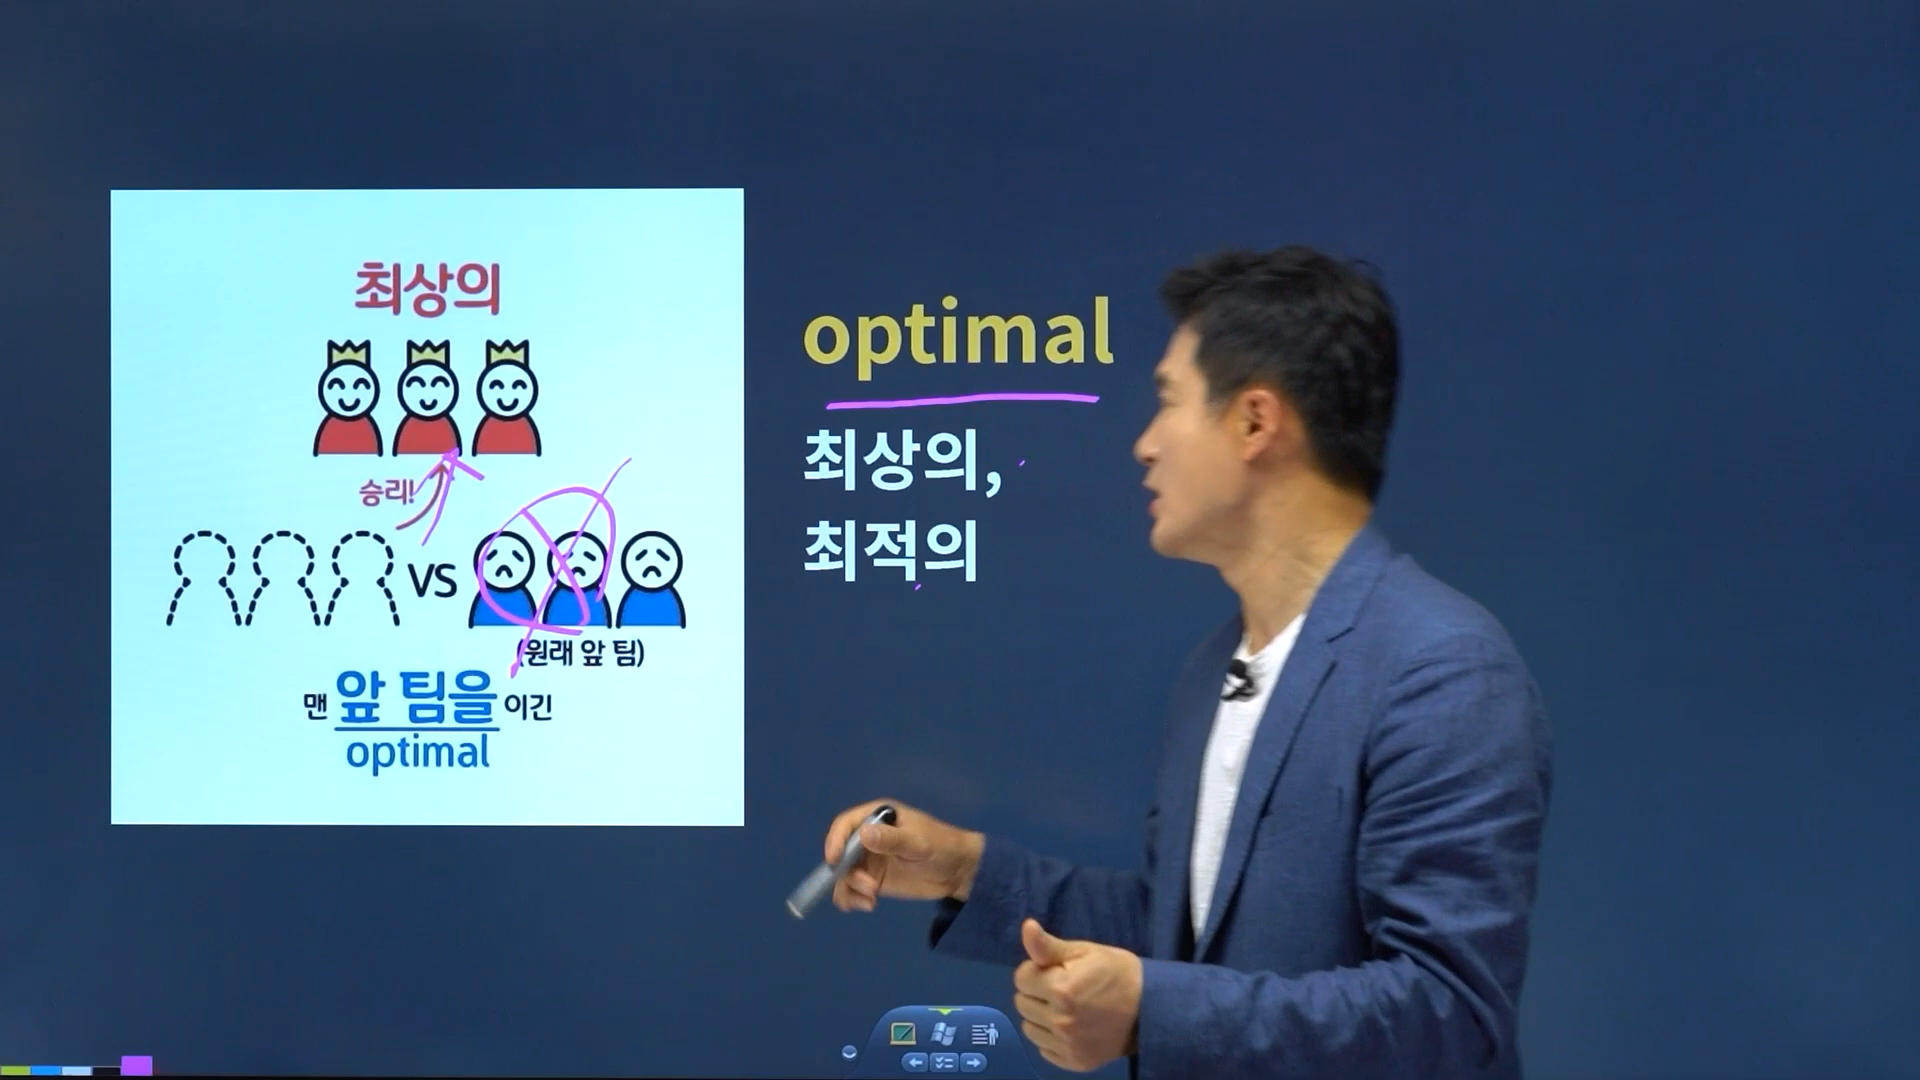 최상의
승리!
VS
(원래 앞 팀)
맨 앞 팀을 이긴
optimal
optimal
최상의,
최적의